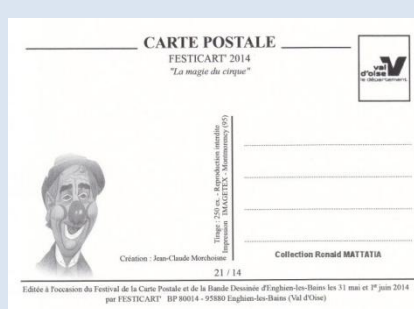 CARTE POSTALE
FESTICART' 2014
"La magie du cirque"
val
d'oise
le département
Tirage : 250 ex. - Reproduction interdite
Impression : IMAGETEX - Montmorency (95)
Création : Jean-Claude Morchoisne
Collection Ronald MATTATIA
21 / 14
Editée à l'occasion du Festival de la Carte Postale et de la Bande Dessinée d'Enghien-les-Bains les 31 mai et 1er juin 2014
par FESTICART' BP 80014 - 95880 Enghien-les-Bains (Val d'Oise)